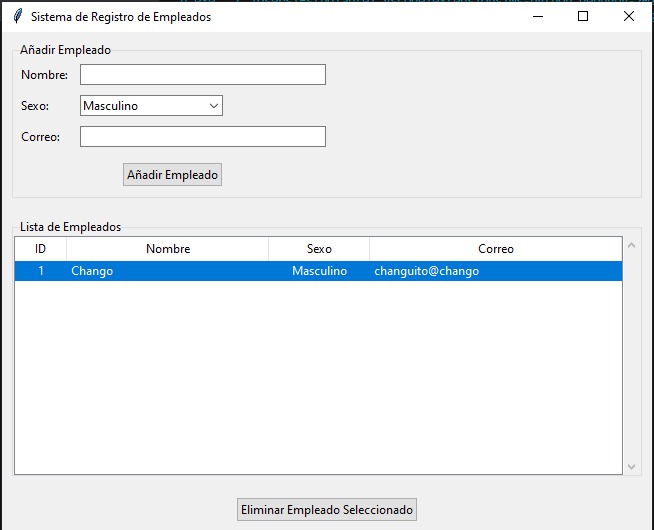 Sistema de Registro de Empleados
Añadir Empleado
Nombre:
Sexo: Masculino
Correo:
Añadir Empleado
Lista de Empleados
ID Nombre Sexo Correo
1 Chango Masculino changuito@chango
Eliminar Empleado Seleccionado